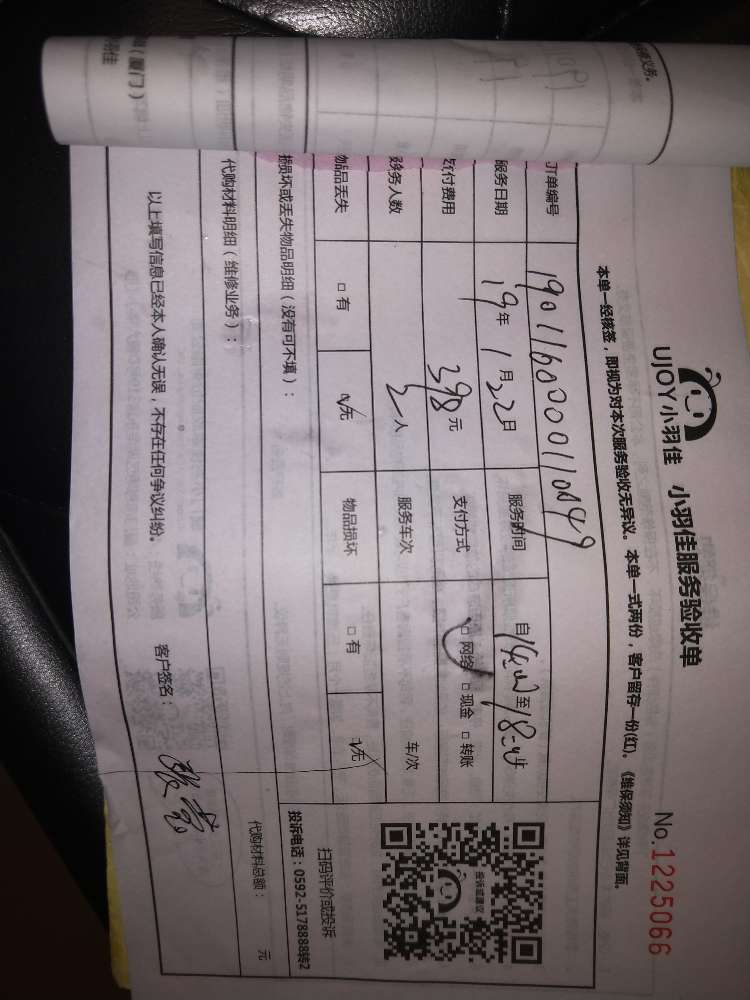 UJOY小羽佳 小羽佳服务验收单 No.1225066
本单一经核签，即视为对本次服务验收无异议。本单一式两份，客户留存一份(红)。《维保须知》详见背面。
订单编号
服务日期 19年1月22日 服务时间 自 至
支付费用 398元 支付方式 □网络 □现金 □转账
服务人数 2人 服务车次 车/次
物品丢失 □有 ☑无 物品损坏 □有 ☑无
损坏或丢失物品明细（没有可不填）：
代购材料明细（维修业务）：
代购材料总额： 元
以上填写信息已经本人确认无误，不存在任何争议纠纷。 客户签名：
投诉或建议
扫码评价或投诉
投诉电话：0592-5178888转2